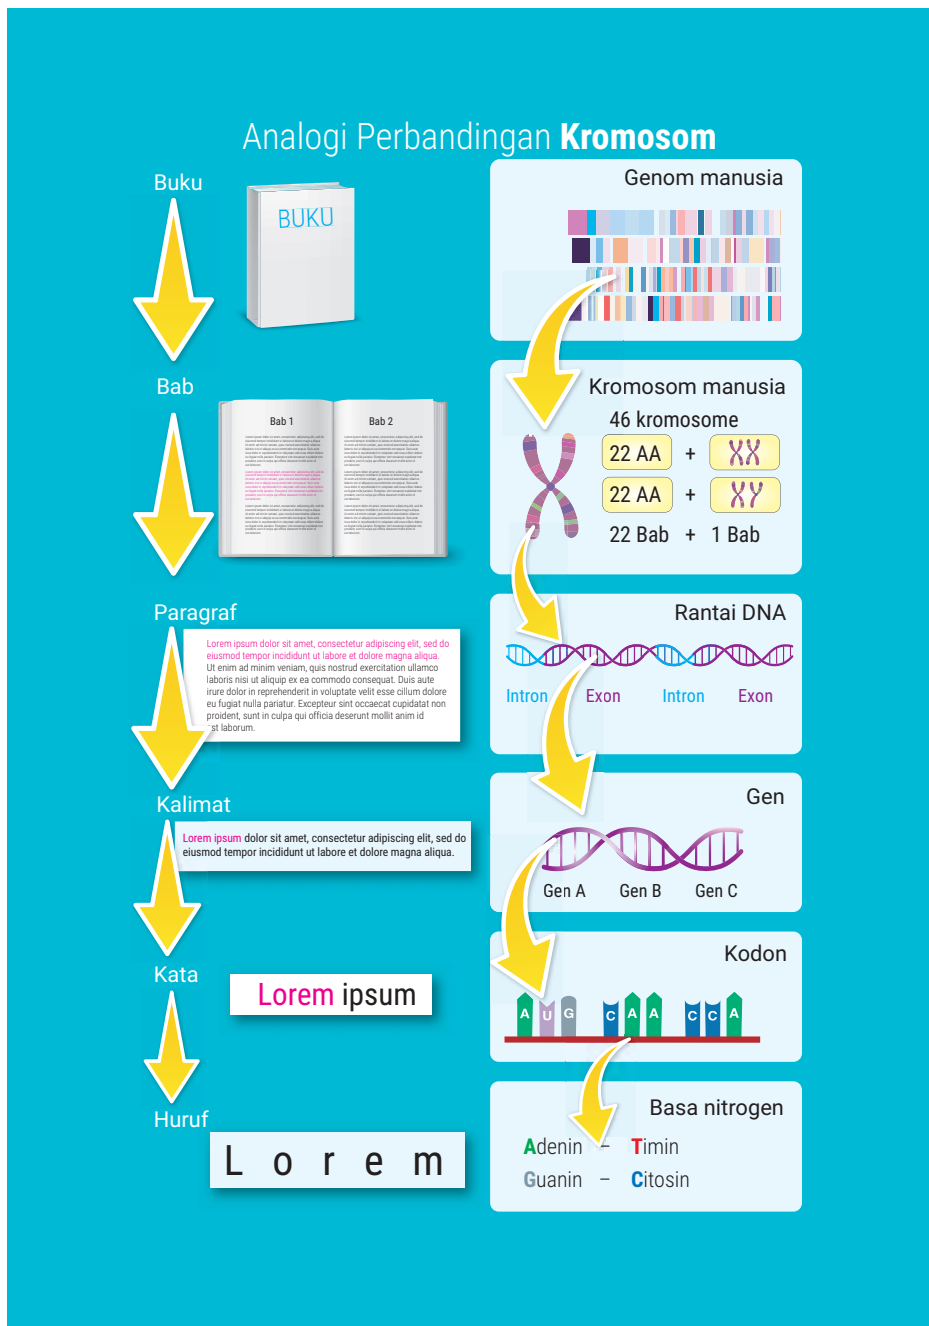 Analogi Perbandingan Kromosom
Buku
BUKU
Bab
Bab 1
Bab 2
Paragraf
Lorem ipsum dolor sit amet, consectetur adipiscing elit, sed do
eiusmod tempor incididunt ut labore et dolore magna aliqua.
Ut enim ad minim veniam, quis nostrud exercitation ullamco
laboris nisi ut aliquip ex ea commodo consequat. Duis aute
irure dolor in reprehenderit in voluptate velit esse cillum dolore
eu fugiat nulla pariatur. Excepteur sint occaecat cupidatat non
proident, sunt in culpa qui officia deserunt mollit anim id
est laborum.
Kalimat
Lorem ipsum dolor sit amet, consectetur adipiscing elit, sed do
eiusmod tempor incididunt ut labore et dolore magna aliqua.
Kata
Lorem ipsum
Huruf
L o r e m
Genom manusia
Kromosom manusia
46 kromosome
22 AA +
22 AA +
22 Bab + 1 Bab
Rantai DNA
Intron Exon Intron Exon
Gen
Gen A Gen B Gen C
Kodon
A U G C A A C C A
Basa nitrogen
Adenin – Timin
Guanin – Citosin